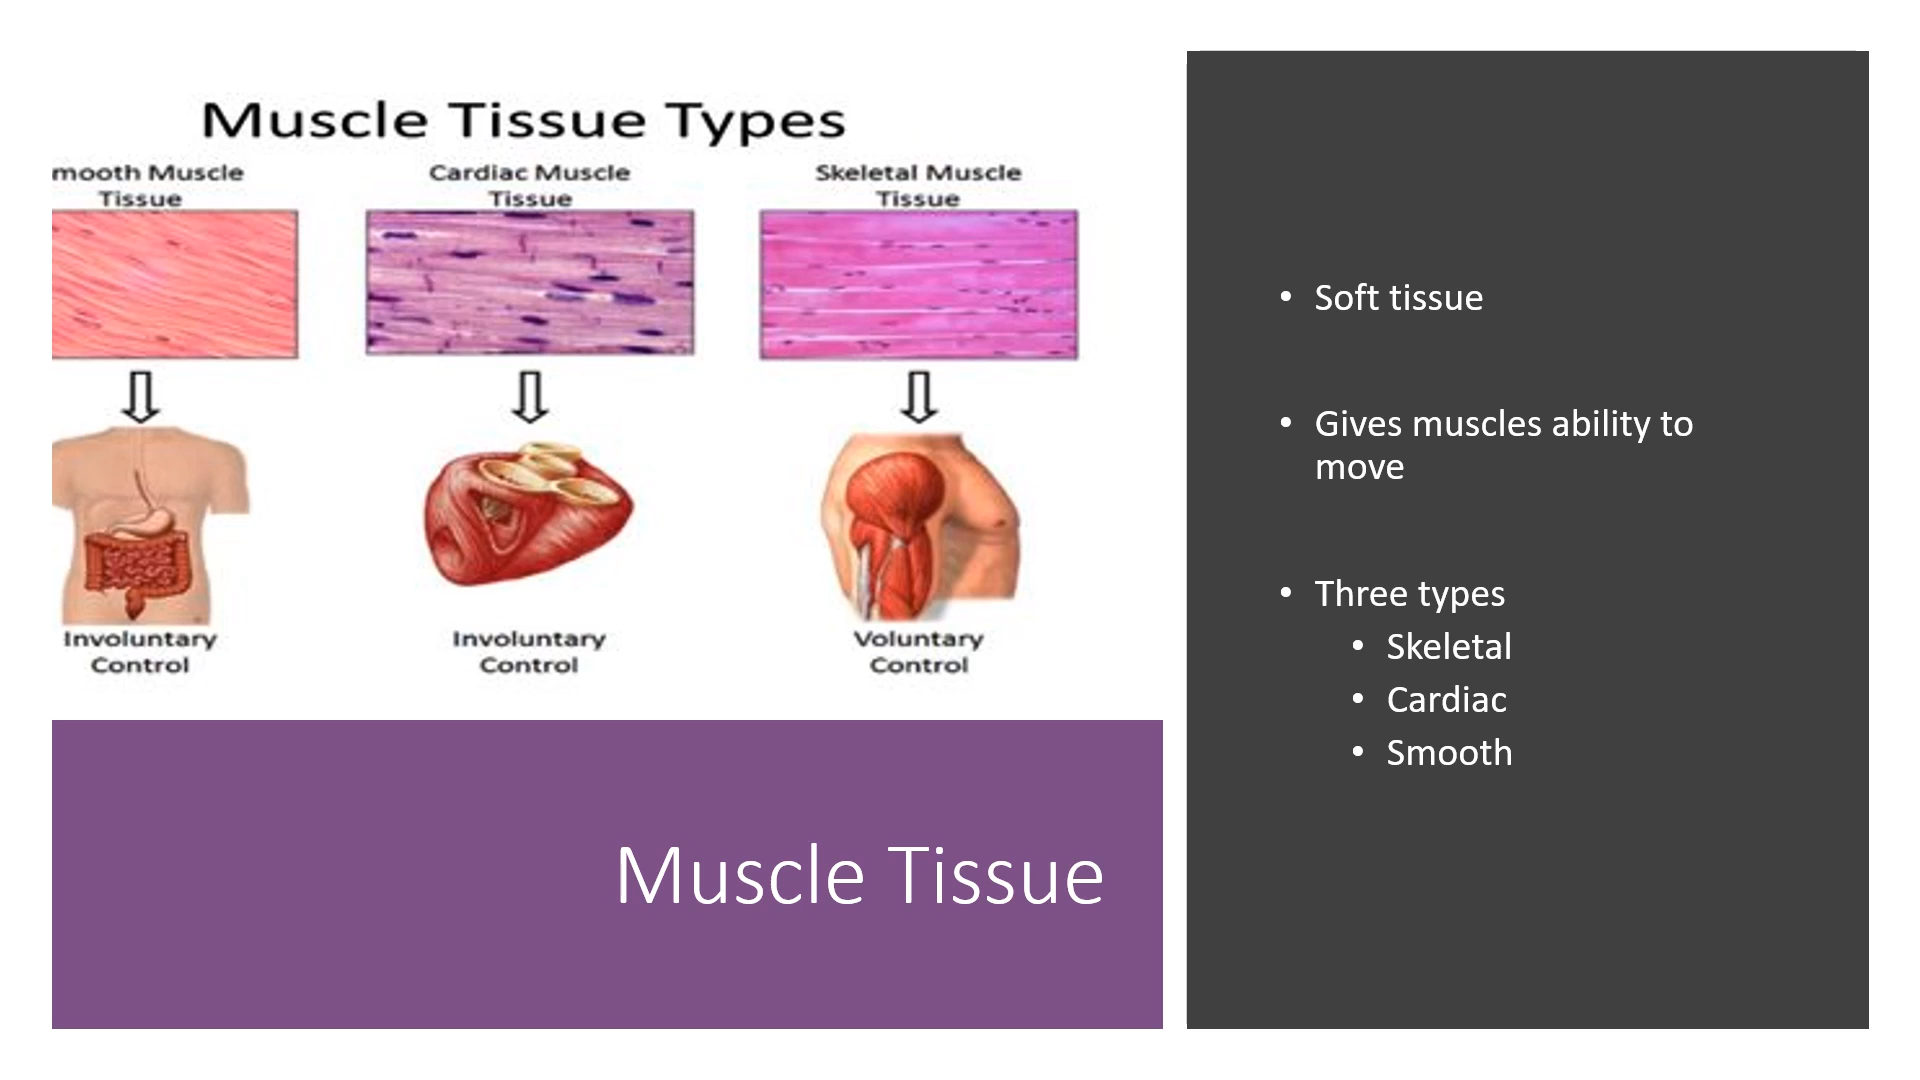 Muscle Tissue Types
mooth Muscle
Tissue
Cardiac Muscle
Tissue
Skeletal Muscle
Tissue
Involuntary
Control
Involuntary
Control
Voluntary
Control
Muscle Tissue
• Soft tissue
• Gives muscles ability to
move
• Three types
• Skeletal
• Cardiac
• Smooth